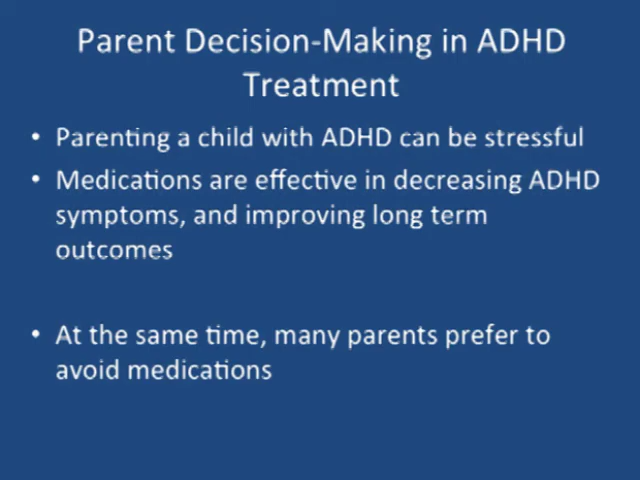 Parent Decision-Making in ADHD
Treatment
• Parenting a child with ADHD can be stressful
• Medications are effective in decreasing ADHD
symptoms, and improving long term
outcomes
• At the same time, many parents prefer to
avoid medications